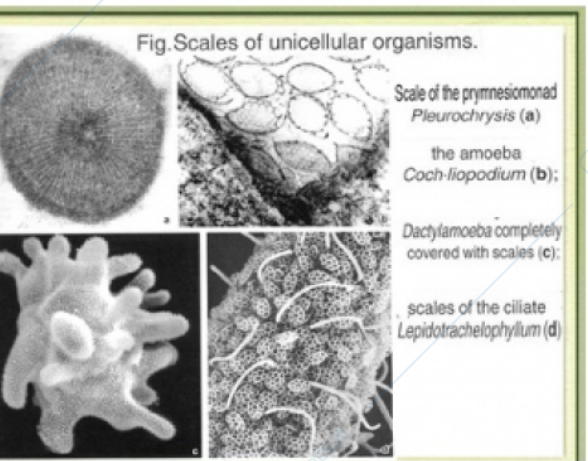 Fig.Scales of unicellular organisms.
Scale of the prymnesiomonad
Pleurochrysis (a)
the amoeba
Coch-liopodium (b);
Dactylamoeba completely
covered with scales (c);
scales of the ciliate
Lepidotrachelophyllum (d)
a
c
d